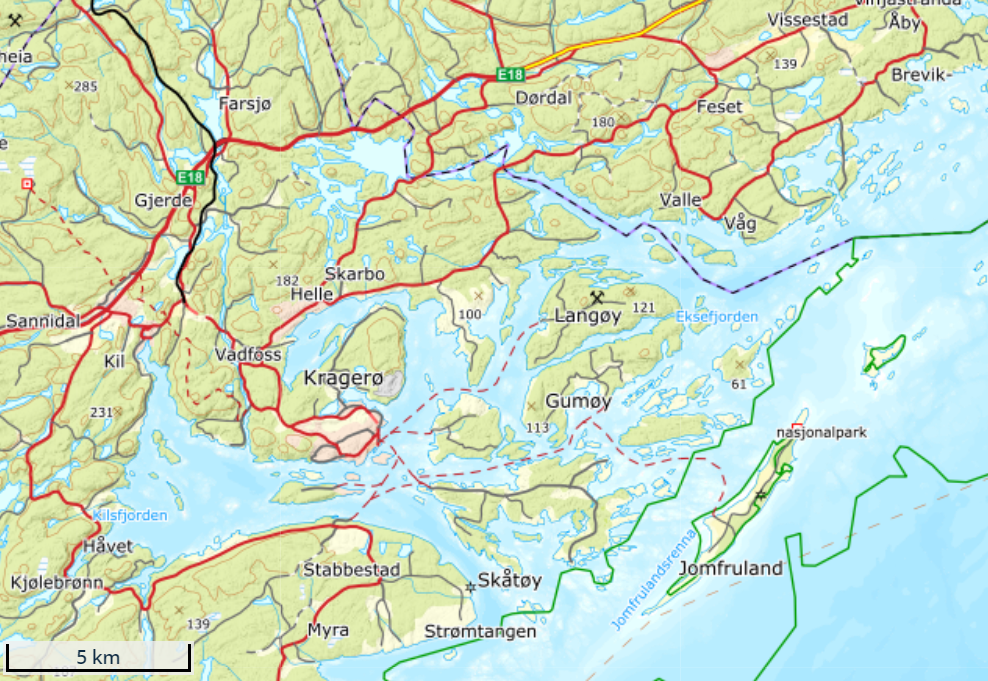 Vissestad
Åby
heia
E18
139
Brevik-
285
Dørdal
Farsjø
Feset
180
e
E18
Gjerde
Valle
Våg
Skarbo
182
Helle
100
Langøy
121
Eksefjorden
Sannidal
Kil
Vadfoss
Kragerø
61
Gumøy
231
113
nasjonalpark
Kilsfjorden
Håvet
Jomfrulandsrenna
Stabbestad
Jomfruland
Kjølebrønn
Skåtøy
139
Myra
Strømtangen
5 km